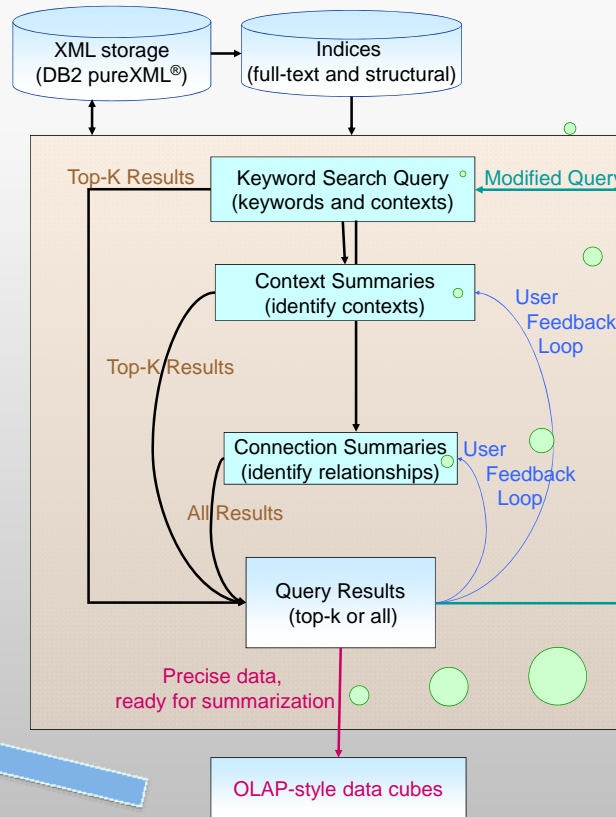 XML storage
(DB2 pureXML®)
Indices
(full-text and structural)
Top-K Results
Keyword Search Query
(keywords and contexts)
Modified Query
Context Summaries
(identify contexts)
User
Feedback
Loop
Top-K Results
Connection Summaries
(identify relationships)
User
Feedback
Loop
All Results
Query Results
(top-k or all)
Precise data,
ready for summarization
OLAP-style data cubes